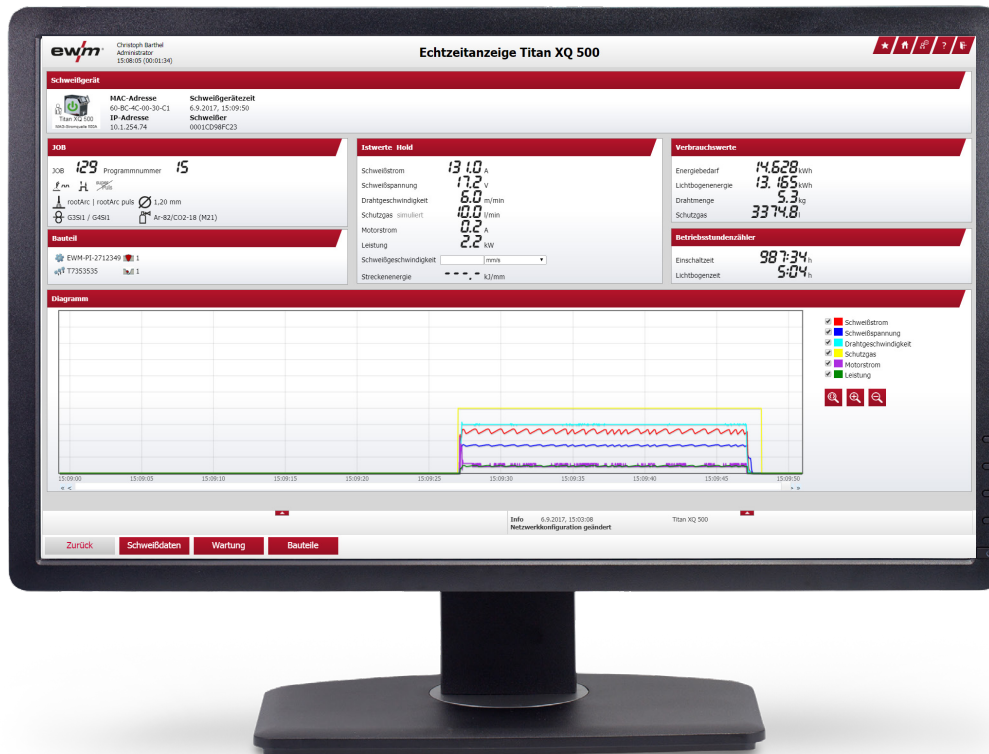 ewm
Christoph Barthel
Administrator
15:08:05 (00:01:34)
Echtzeitanzeige Titan XQ 500
?
Schweißgerät
Titan XQ 500
MAC-Adresse
60-BC-4C-00-30-C1
IP-Adresse
10.1.254.74
Schweißgerätezeit
6.9.2017, 15:09:50
Schweißer
0001CD98FC23
JOB
JOB 129 Programmnummer 15
super Puls
rootArc | rootArc puls 1,20 mm
G3Si1 / G4Si1 Ar-82/CO2-18 (M21)
Bauteil
EWM-PI-2712349 1
T7353535 1
Istwerte Hold
Schweißstrom 131.0 A
Schweißspannung 17.2 V
Drahtgeschwindigkeit 6.0 m/min
Schutzgas simuliert 10.0 l/min
Motorstrom 0.2 A
Leistung 2.2 kW
Schweißgeschwindigkeit mm/s
Streckenenergie ---.- kJ/mm
Verbrauchswerte
Energiebedarf 14.628 kWh
Lichtbogenenergie 13.165 kWh
Drahtmenge 5.3 kg
Schutzgas 3374.8 l
Betriebsstundenzähler
Einschaltzeit 987:34 h
Lichtbogenzeit 5:04 h
Diagramm
Schweißstrom
Schweißspannung
Drahtgeschwindigkeit
Schutzgas
Motorstrom
Leistung
15:09:00 15:09:05 15:09:10 15:09:15 15:09:20 15:09:25 15:09:30 15:09:35 15:09:40 15:09:45 15:09:50
< < > >
Info 6.9.2017, 15:03:08 Titan XQ 500
Netzwerkkonfiguration geändert
Zurück Schweißdaten Wartung Bauteile